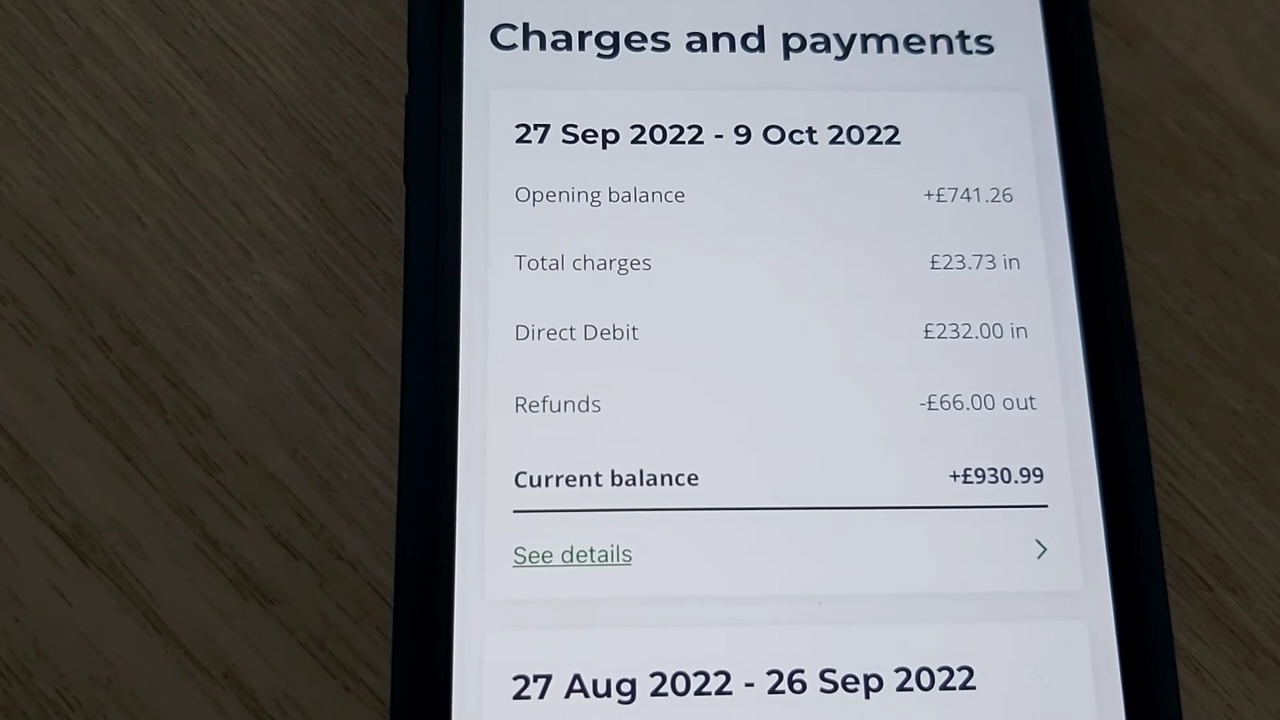 Charges and payments
27 Sep 2022 - 9 Oct 2022
Opening balance +£741.26
Total charges £23.73 in
Direct Debit £232.00 in
Refunds -£66.00 out
Current balance +£930.99
See details
27 Aug 2022 - 26 Sep 2022